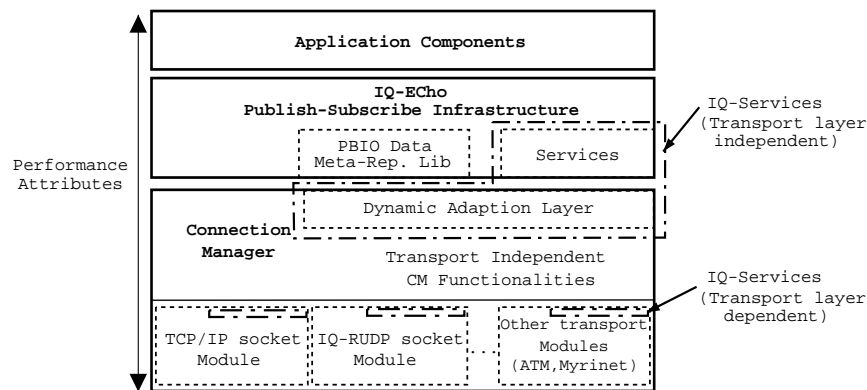 Application Components
IQ-ECho
Publish-Subscribe Infrastructure
IQ-Services
(Transport layer
independent)
PBIO Data
Meta-Rep. Lib
Services
Performance
Attributes
Dynamic Adaption Layer
Connection
Manager
Transport Independent
CM Functionalities
IQ-Services
(Transport layer
dependent)
TCP/IP socket
Module
IQ-RUDP socket
Module
...
Other transport
Modules
(ATM,Myrinet)